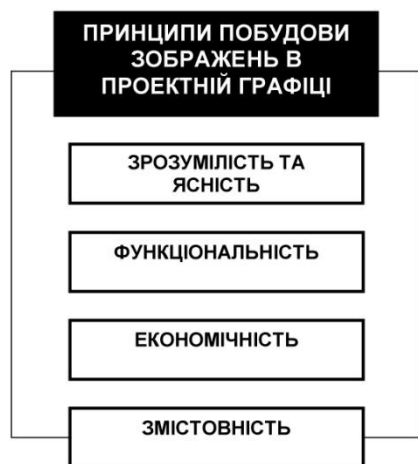 ПРИНЦИПИ ПОБУДОВИ
ЗОБРАЖЕНЬ В
ПРОЕКТНІЙ ГРАФІЦІ
ЗРОЗУМІЛІСТЬ ТА
ЯСНІСТЬ
ФУНКЦІОНАЛЬНІСТЬ
ЕКОНОМІЧНІСТЬ
ЗМІСТОВНІСТЬ